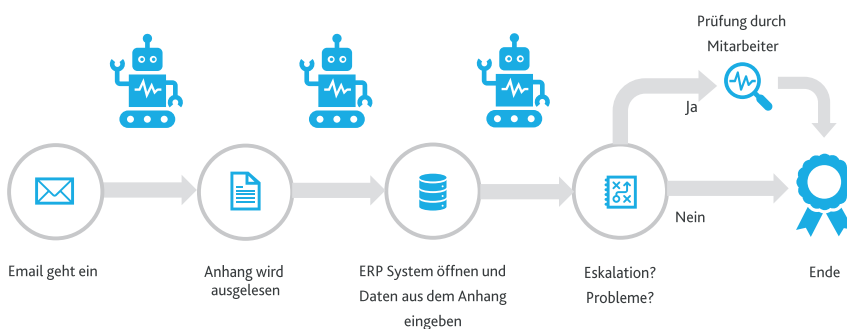 Prüfung durch
Mitarbeiter
Ja
Nein
Email geht ein
Anhang wird
ausgelesen
ERP System öffnen und
Daten aus dem Anhang
eingeben
Eskalation?
Probleme?
Ende